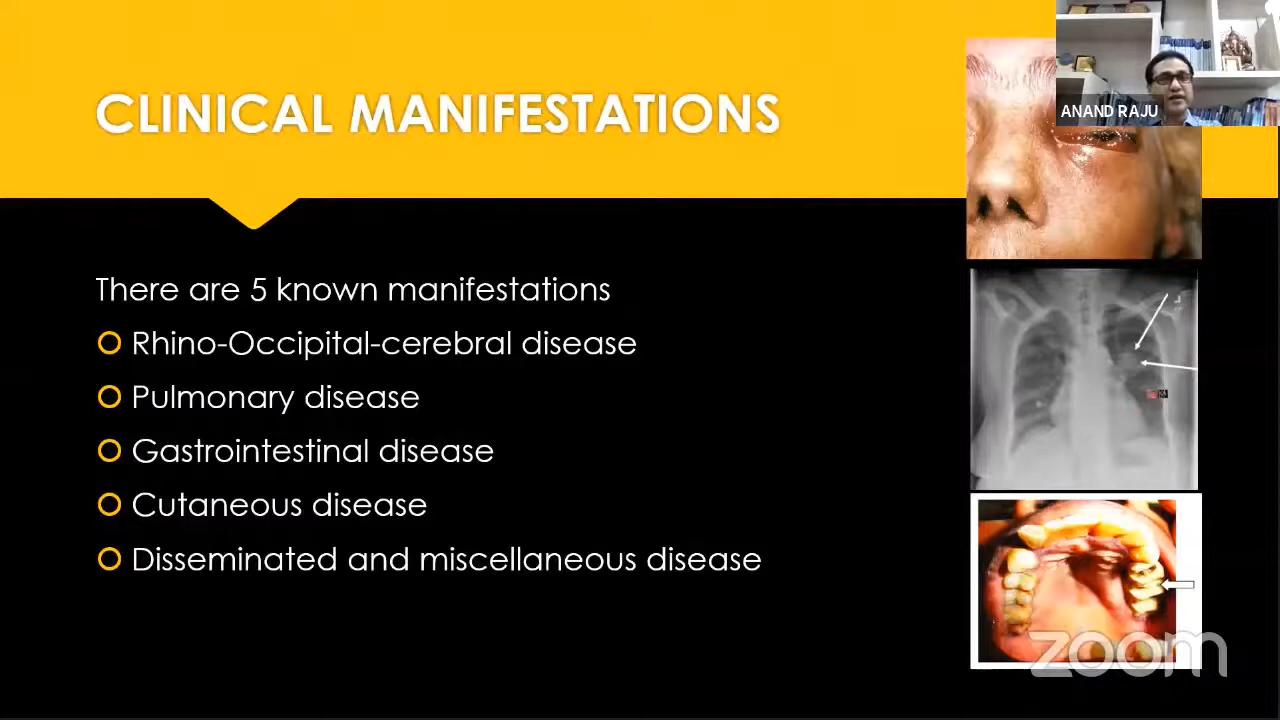 CLINICAL MANIFESTATIONS
ANAND RAJU
There are 5 known manifestations
Rhino-Occipital-cerebral disease
Pulmonary disease
Gastrointestinal disease
Cutaneous disease
Disseminated and miscellaneous disease
zoom